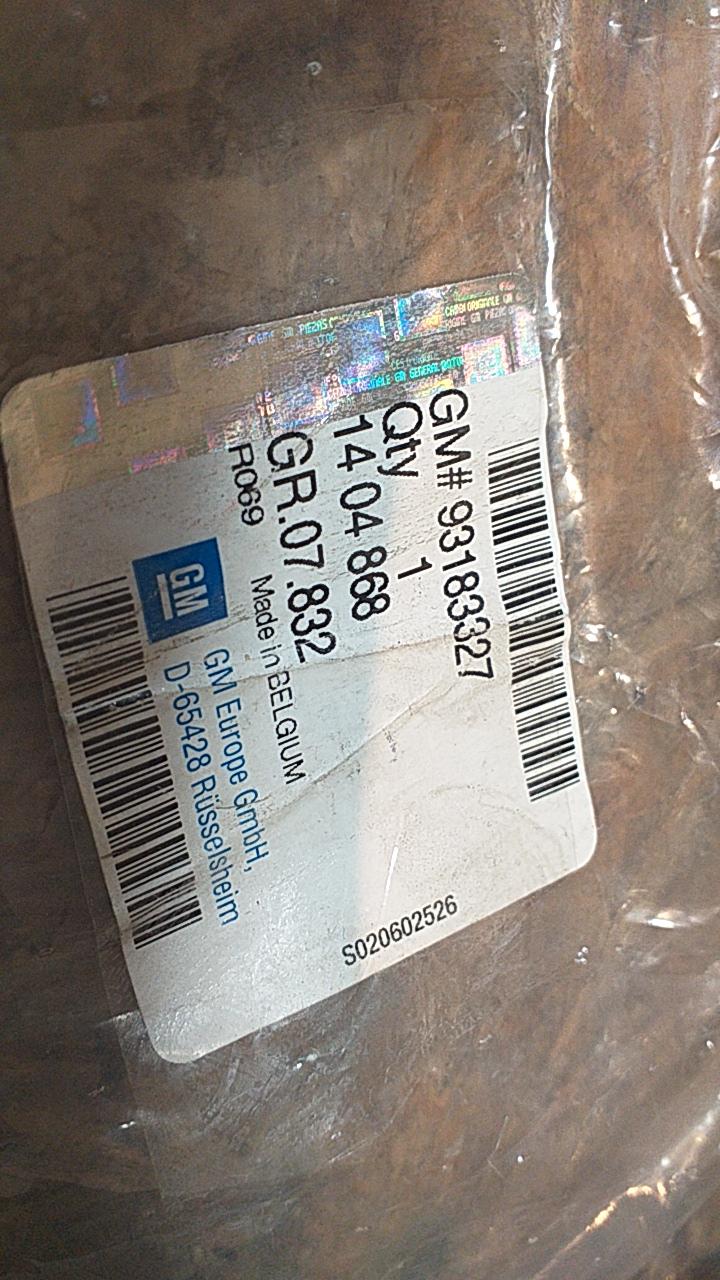 GM# 93183327
Qty 1
14 04 868
GR.07.832
R069 Made in BELGIUM
GM
GM Europe GmbH,
D-65428 Rüsselsheim
S020602526